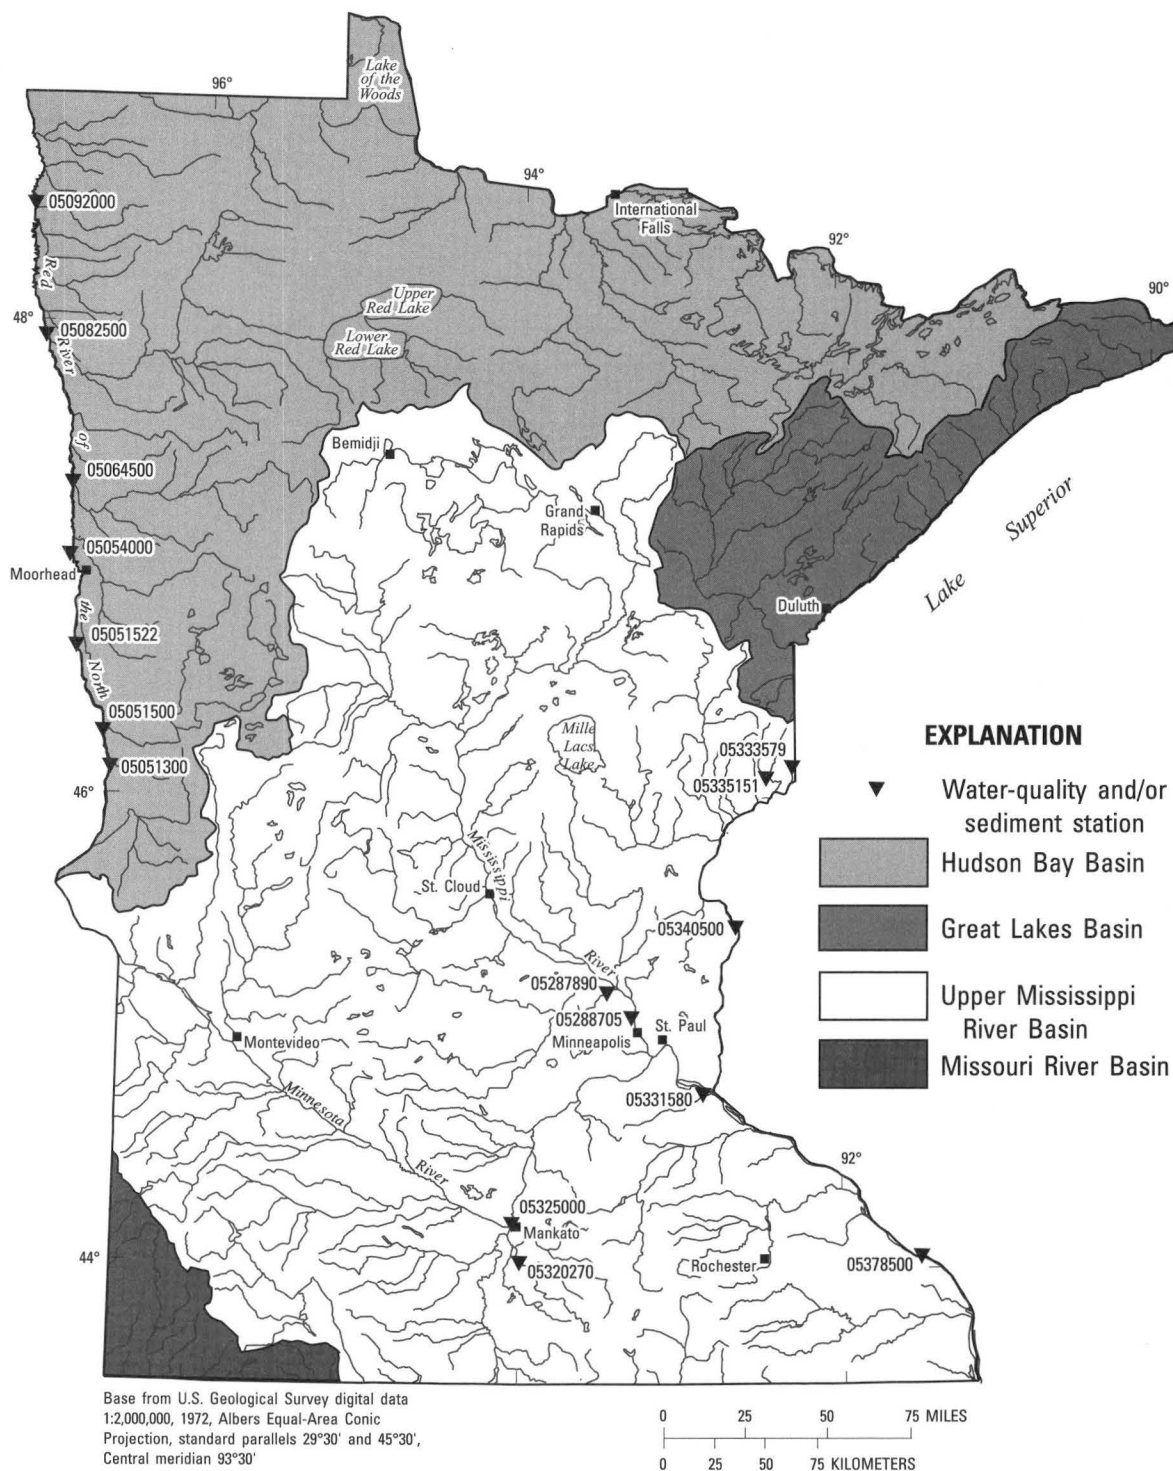 Lake
of the
Woods
96°
94°
05092000
International
Falls
92°
90°
Red
Upper
Red Lake
48°
05082500
River
Lower
Red Lake
of
Bemidji
05064500
Grand
Rapids
Superior
05054000
Moorhead
the
Duluth
Lake
05051522
North
05051500
Mille
Lacs
Lake
05333579
05051300
05335151
46°
Mississippi
St. Cloud
05340500
River
05287890
05288705
St. Paul
Minneapolis
Montevideo
05331580
Minnesota
River
92°
05325000
Mankato
44°
05320270
Rochester
05378500
EXPLANATION
Water-quality and/or
sediment station
Hudson Bay Basin
Great Lakes Basin
Upper Mississippi
River Basin
Missouri River Basin
Base from U.S. Geological Survey digital data
1:2,000,000, 1972, Albers Equal-Area Conic
Projection, standard parallels 29°30' and 45°30',
Central meridian 93°30'
0 25 50 75 MILES
0 25 50 75 KILOMETERS